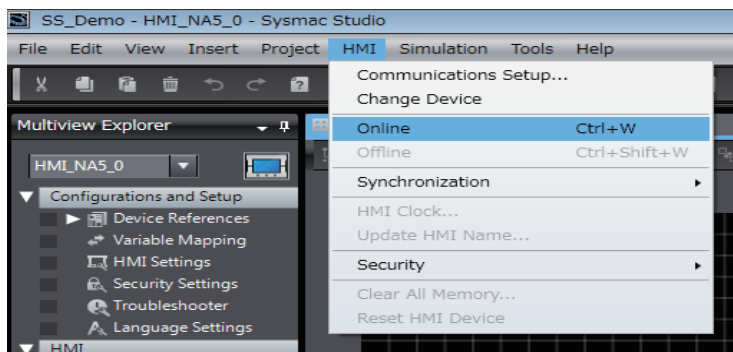 SS_Demo - HMI_NA5_0 - Sysmac Studio
File Edit View Insert Project HMI Simulation Tools Help
Communications Setup...
Change Device
Multiview Explorer
Online Ctrl+W
HMI_NA5_0
Offline Ctrl+Shift+W
Configurations and Setup
Synchronization
Device References
HMI Clock...
Variable Mapping
Update HMI Name...
HMI Settings
Security
Security Settings
Clear All Memory...
Troubleshooter
Reset HMI Device
Language Settings
HMI